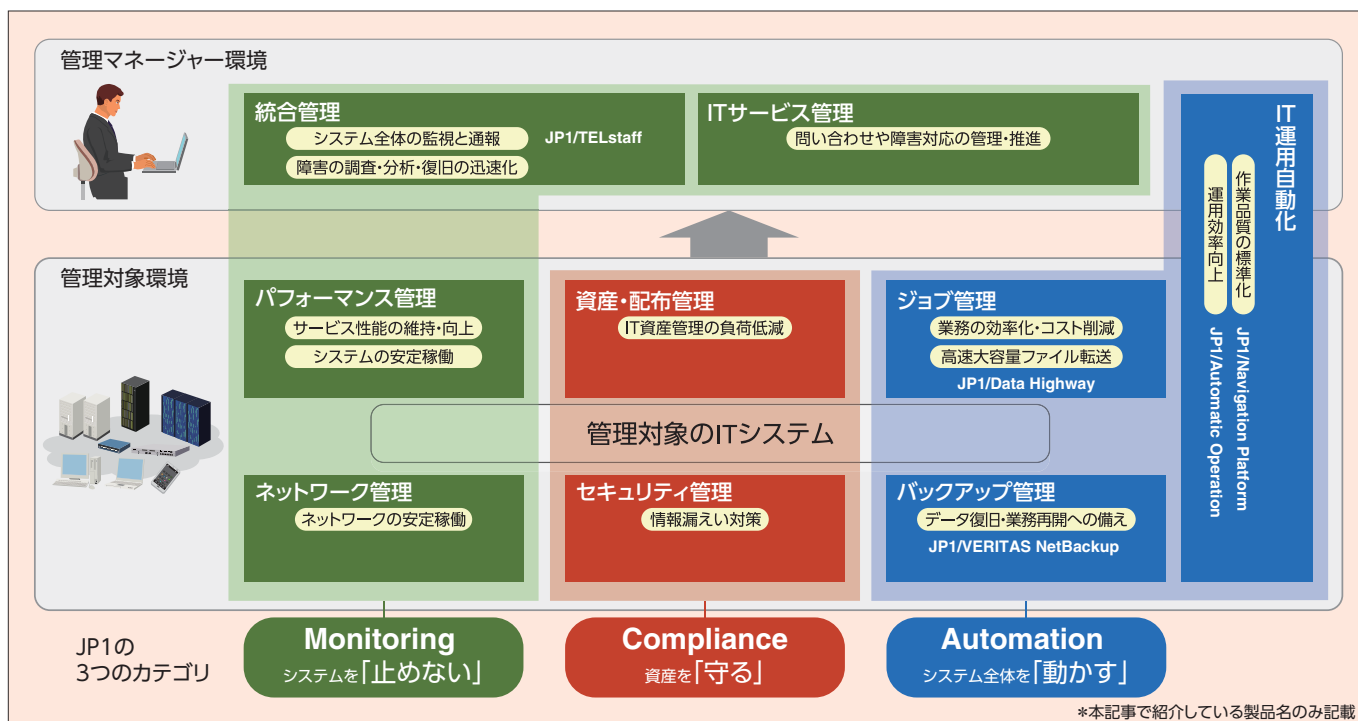 管理マネージャー環境
統合管理
システム全体の監視と通報
JP1/TELstaff
障害の調査・分析・復旧の迅速化
ITサービス管理
問い合わせや障害対応の管理・推進
IT運用自動化
作業品質の標準化
運用効率向上
JP1/Navigation Platform
JP1/Automatic Operation
管理対象環境
パフォーマンス管理
サービス性能の維持・向上
システムの安定稼働
資産・配布管理
IT資産管理の負荷低減
ジョブ管理
業務の効率化・コスト削減
高速大容量ファイル転送
JP1/Data Highway
管理対象のITシステム
ネットワーク管理
ネットワークの安定稼働
セキュリティ管理
情報漏えい対策
バックアップ管理
データ復旧・業務再開への備え
JP1/VERITAS NetBackup
JP1の
3つのカテゴリ
Monitoring
システムを「止めない」
Compliance
資産を「守る」
Automation
システム全体を「動かす」
*本記事で紹介している製品名のみ記載